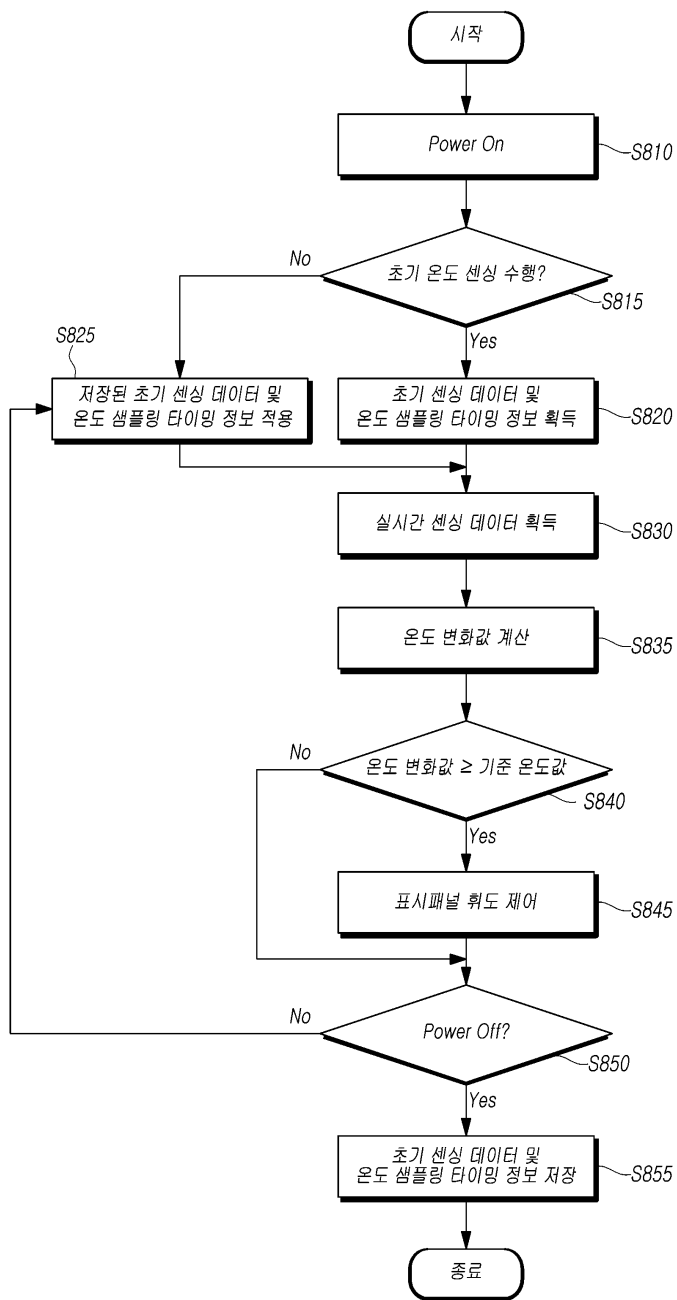 시작
Power On
S810
초기 온도 센싱 수행?
S815
No
Yes
S825
저장된 초기 센싱 데이터 및
온도 샘플링 타이밍 정보 적용
초기 센싱 데이터 및
온도 샘플링 타이밍 정보 획득
S820
실시간 센싱 데이터 획득
S830
온도 변화값 계산
S835
온도 변화값 ≥ 기준 온도값
S840
No
Yes
표시패널 휘도 제어
S845
Power Off?
S850
No
Yes
초기 센싱 데이터 및
온도 샘플링 타이밍 정보 저장
S855
종료